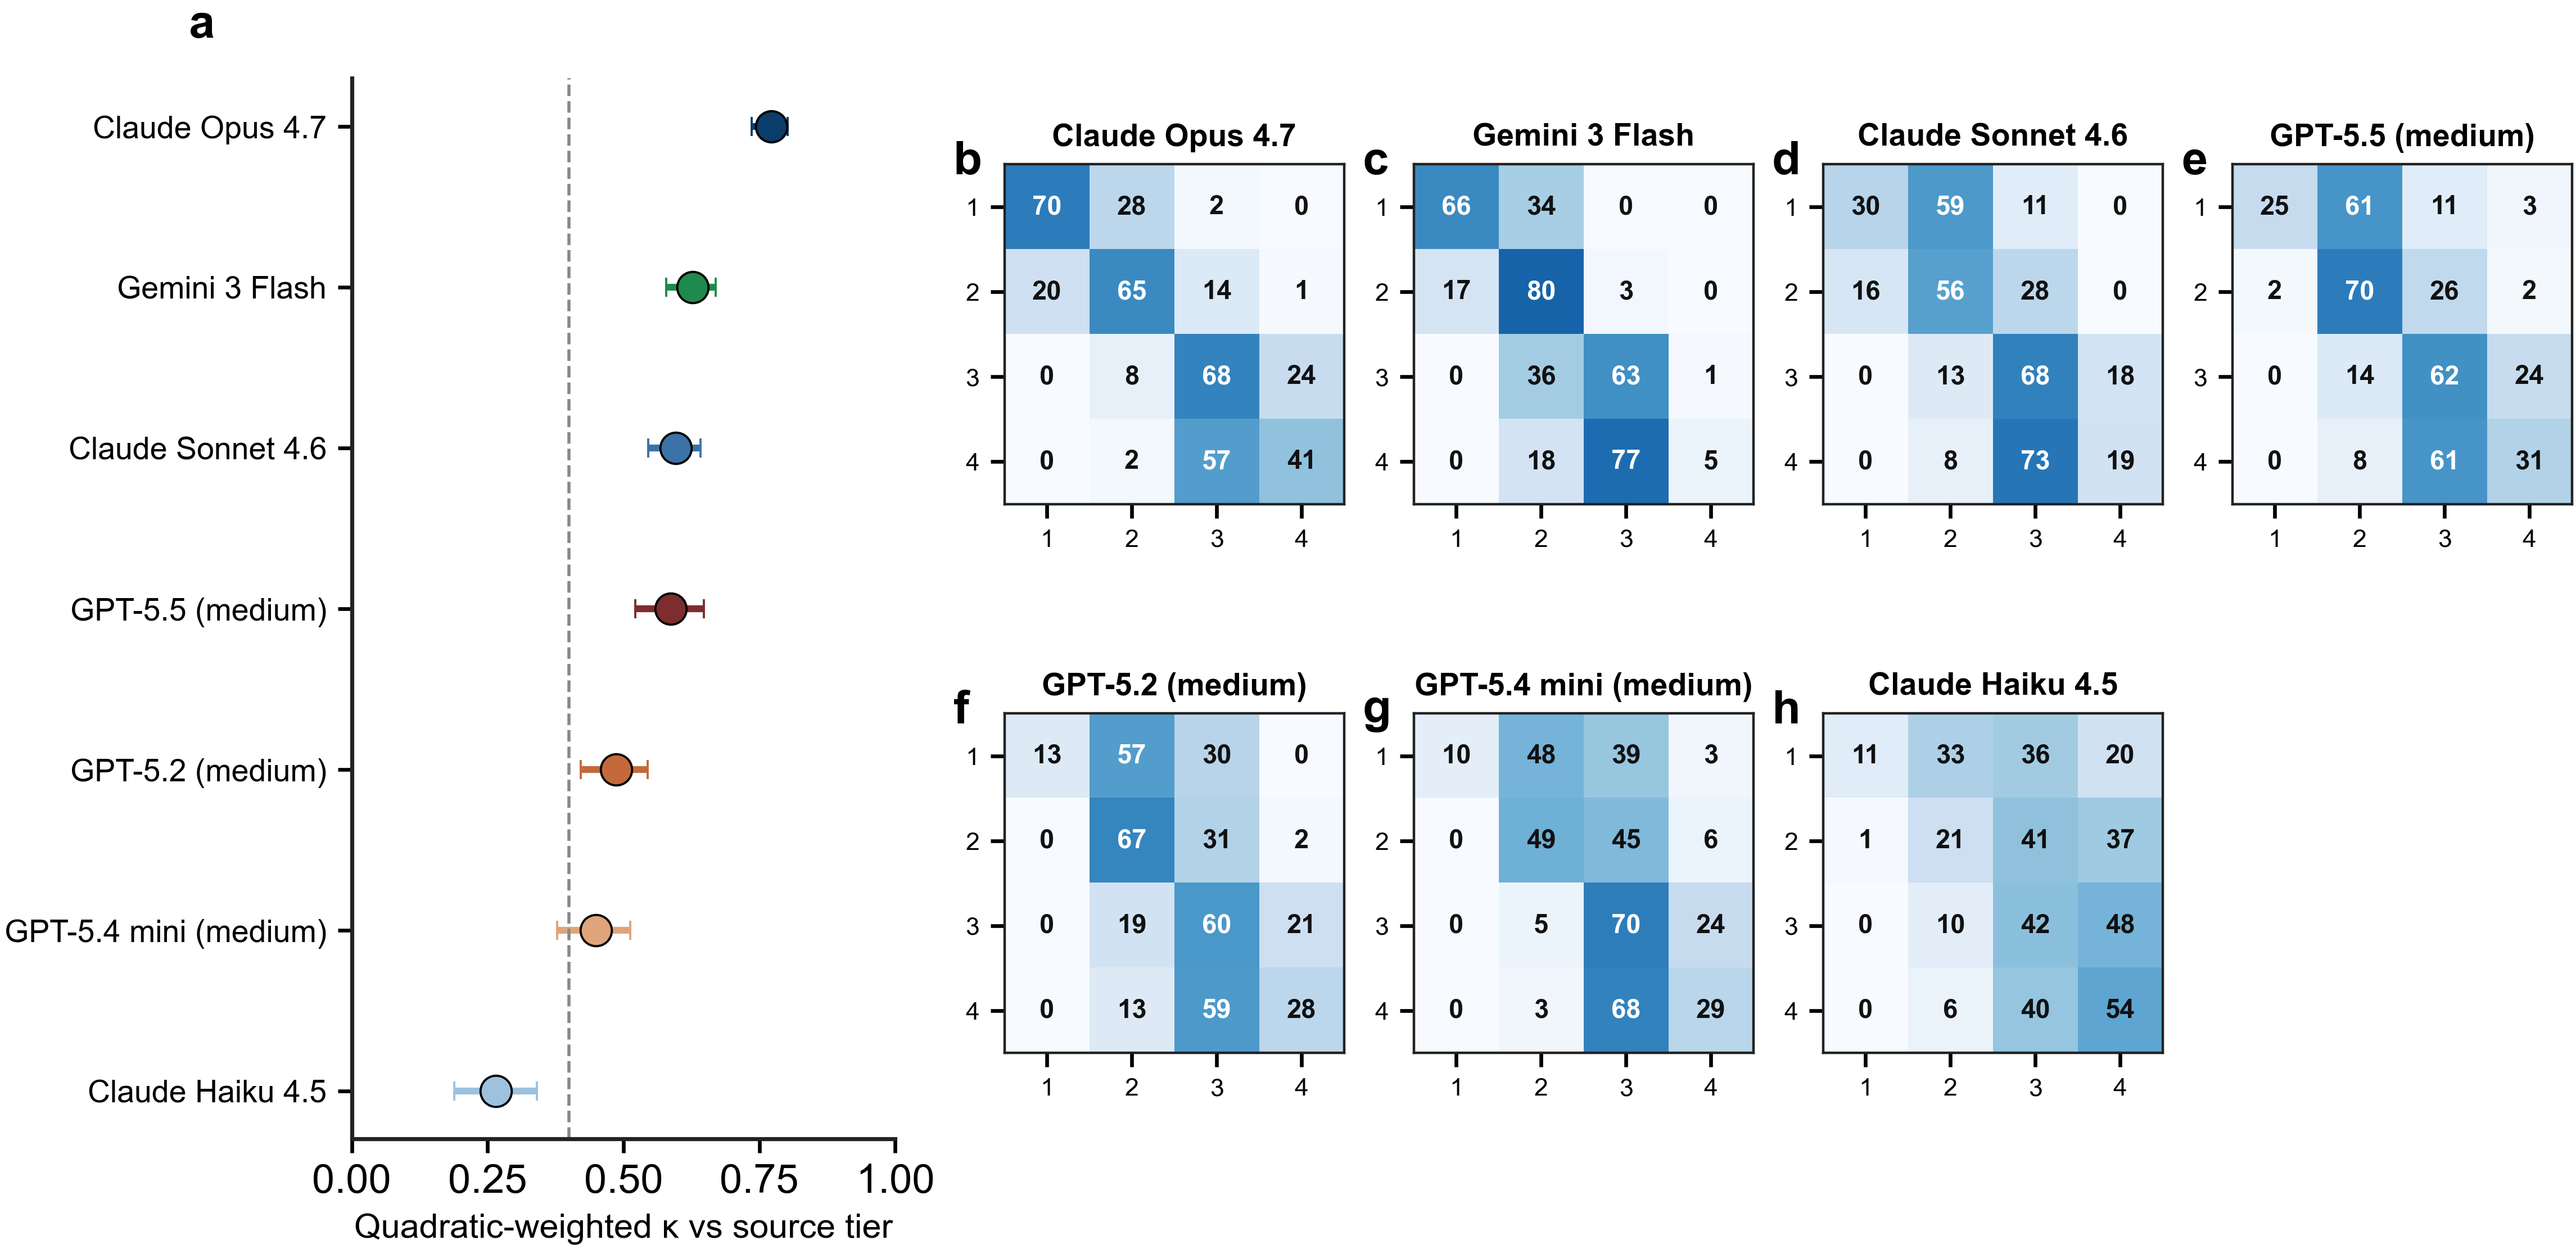 a
Claude Opus 4.7
Gemini 3 Flash
Claude Sonnet 4.6
GPT-5.5 (medium)
GPT-5.2 (medium)
GPT-5.4 mini (medium)
Claude Haiku 4.5
0.00 0.25 0.50 0.75 1.00
Quadratic-weighted κ vs source tier
b Claude Opus 4.7
1 70 28 2 0
2 20 65 14 1
3 0 8 68 24
4 0 2 57 41
1 2 3 4
c Gemini 3 Flash
1 66 34 0 0
2 17 80 3 0
3 0 36 63 1
4 0 18 77 5
1 2 3 4
d Claude Sonnet 4.6
1 30 59 11 0
2 16 56 28 0
3 0 13 68 18
4 0 8 73 19
1 2 3 4
e GPT-5.5 (medium)
1 25 61 11 3
2 2 70 26 2
3 0 14 62 24
4 0 8 61 31
1 2 3 4
f GPT-5.2 (medium)
1 13 57 30 0
2 0 67 31 2
3 0 19 60 21
4 0 13 59 28
1 2 3 4
g GPT-5.4 mini (medium)
1 10 48 39 3
2 0 49 45 6
3 0 5 70 24
4 0 3 68 29
1 2 3 4
h Claude Haiku 4.5
1 11 33 36 20
2 1 21 41 37
3 0 10 42 48
4 0 6 40 54
1 2 3 4